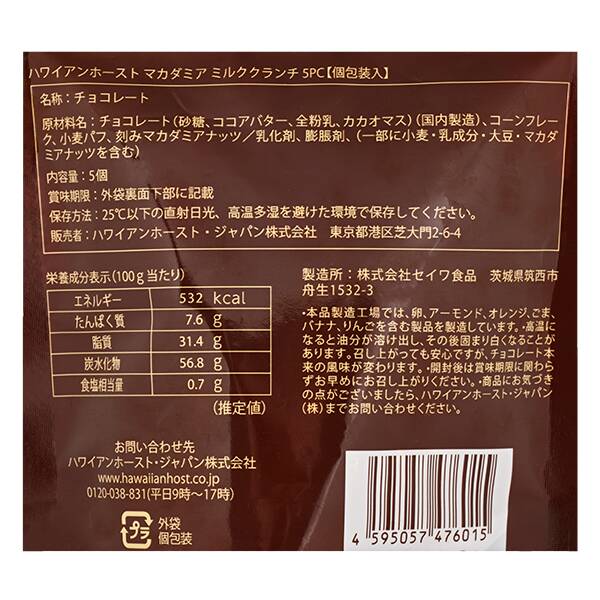 ハワイアンホースト マカダミア ミルククランチ 5PC【個包装入】
名称：チョコレート
原材料名：チョコレート（砂糖、ココアバター、全粉乳、カカオマス）（国内製造）、コーンフレー
ク、小麦パフ、刻みマカダミアナッツ／乳化剤、膨脹剤、（一部に小麦・乳成分・大豆・マカダ
ミアナッツを含む）
内容量：5個
賞味期限：外袋裏面下部に記載
保存方法：25℃以下の直射日光、高温多湿を避けた環境で保存してください。
販売者：ハワイアンホースト・ジャパン株式会社　東京都港区芝大門2-6-4
栄養成分表示（100g当たり）
エネルギー 532 kcal
たんぱく質 7.6 g
脂質 31.4 g
炭水化物 56.8 g
食塩相当量 0.7 g
（推定値）
製造所：株式会社セイワ食品　茨城県筑西市
舟生1532-3
・本品製造工場では、卵、アーモンド、オレンジ、ごま、
バナナ、りんごを含む製品を製造しています。・高温に
なると油分が溶け出し、その後固まり白くなることが
あります。召し上がっても安心ですが、チョコレート本
来の風味が変わります。・開封後は賞味期限に関わら
ずお早めにお召し上がりください。・商品にお気づき
の点がございましたら、ハワイアンホースト・ジャパン
（株）までお問い合わせください。
お問い合わせ先
ハワイアンホースト・ジャパン株式会社
www.hawaiianhost.co.jp
0120-038-831（平日9時～17時）
プラ
外袋
個包装
4 595057 476015